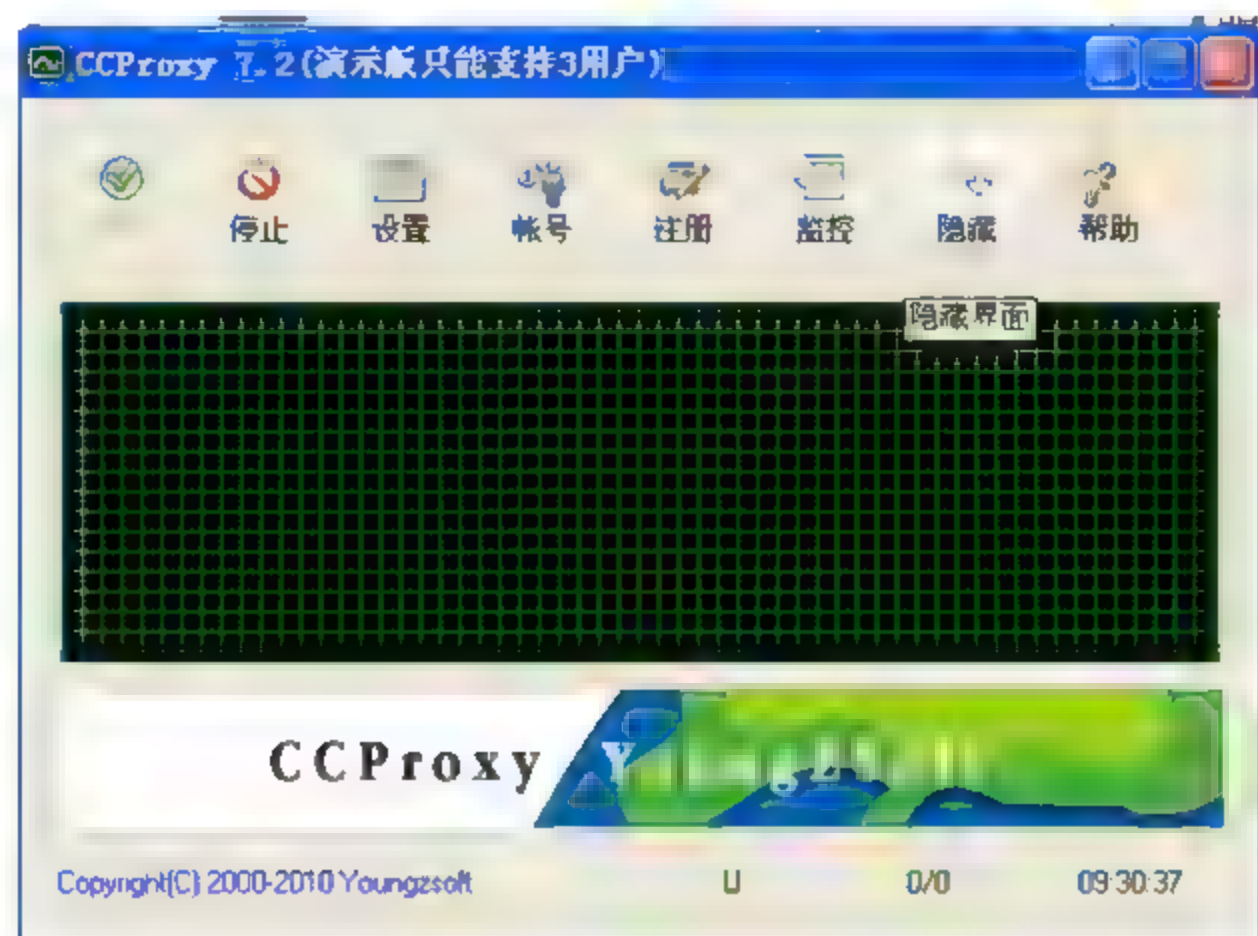 CCProxy 7.2(演示版只能支持3用户)
停止 设置 帐号 注册 监控 隐藏 帮助
隐藏界面
CCProxy
Copyright(C) 2000-2010 Youngzsoft 0/0 09:30:37